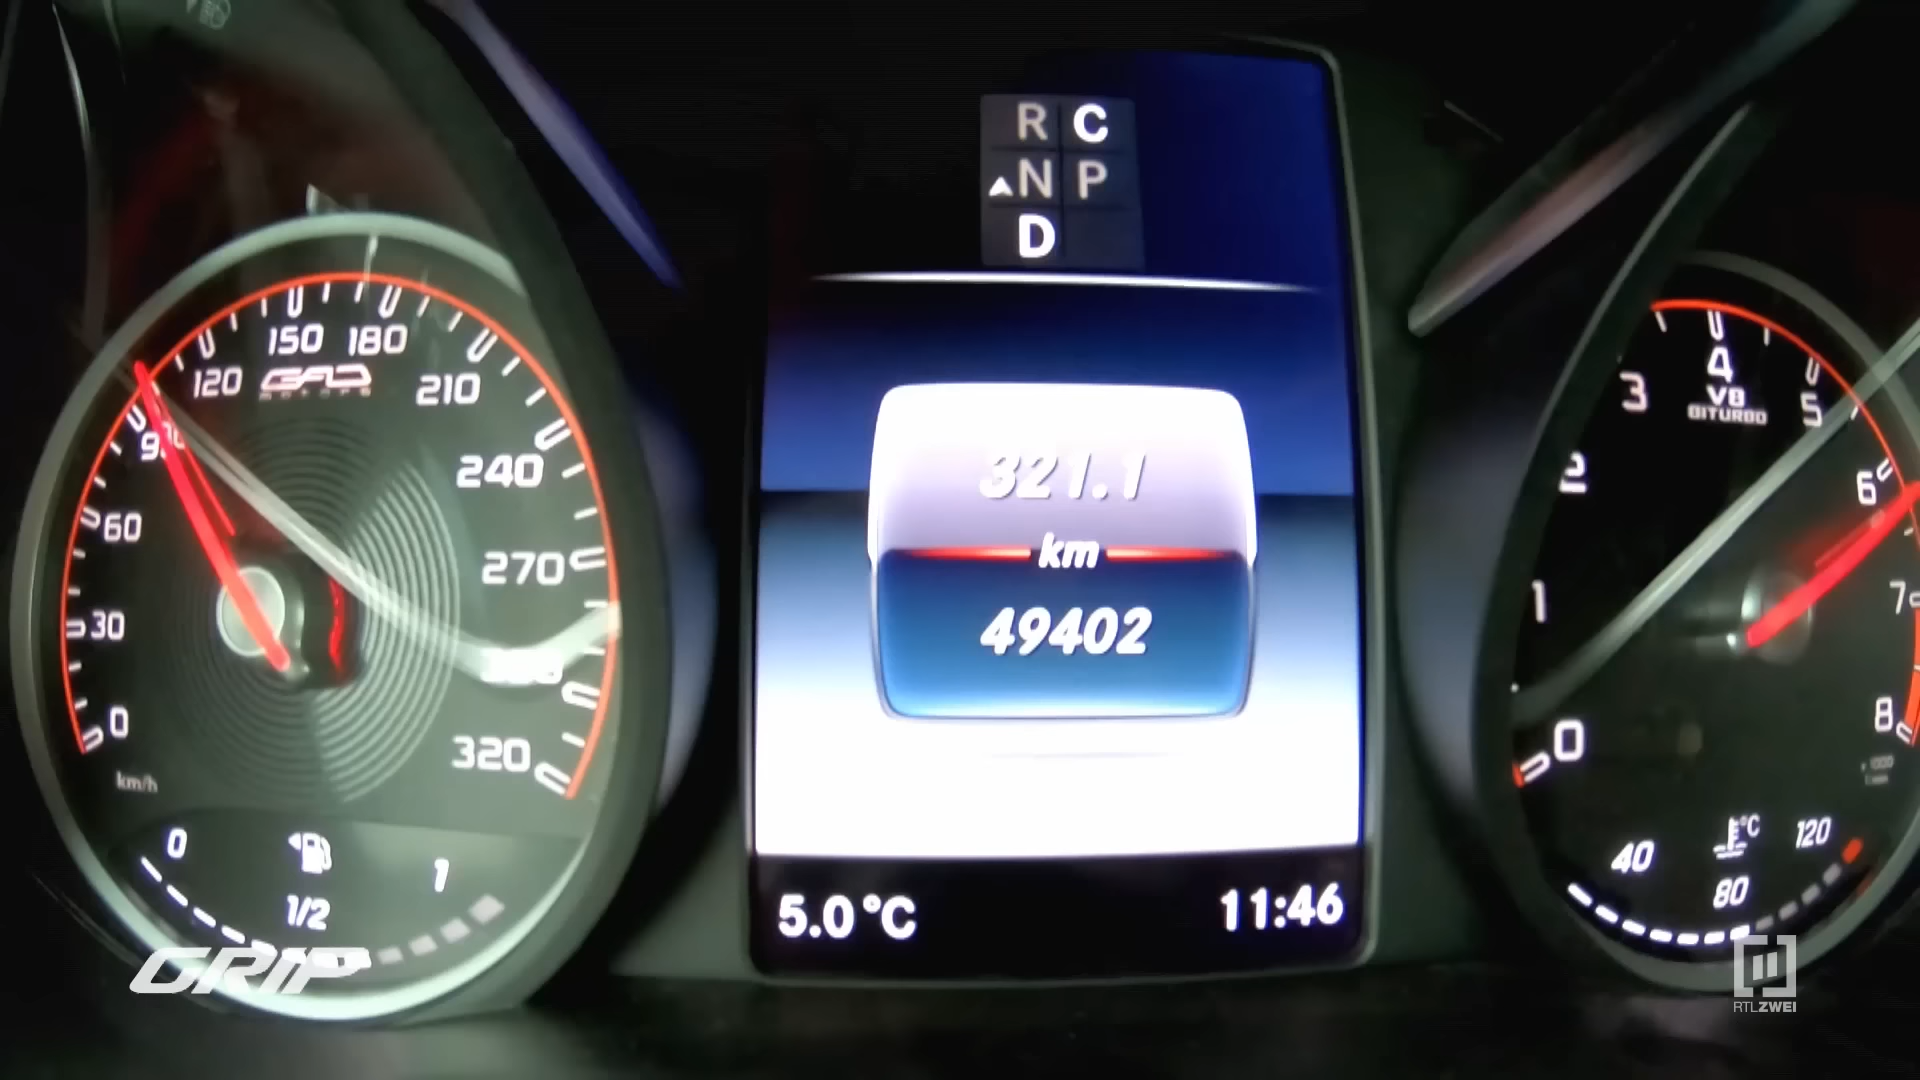 R C
N P
D
0
30
60
120
150
180
210
240
270
320
GAD
MOTORS
km/h
0
1/2
1
321.1
km
49402
5.0 °C
11:46
0
1
2
3
4
5
6
7
8
V8
BITURBO
40
80
120
°C
GRIP
RTLZWEI